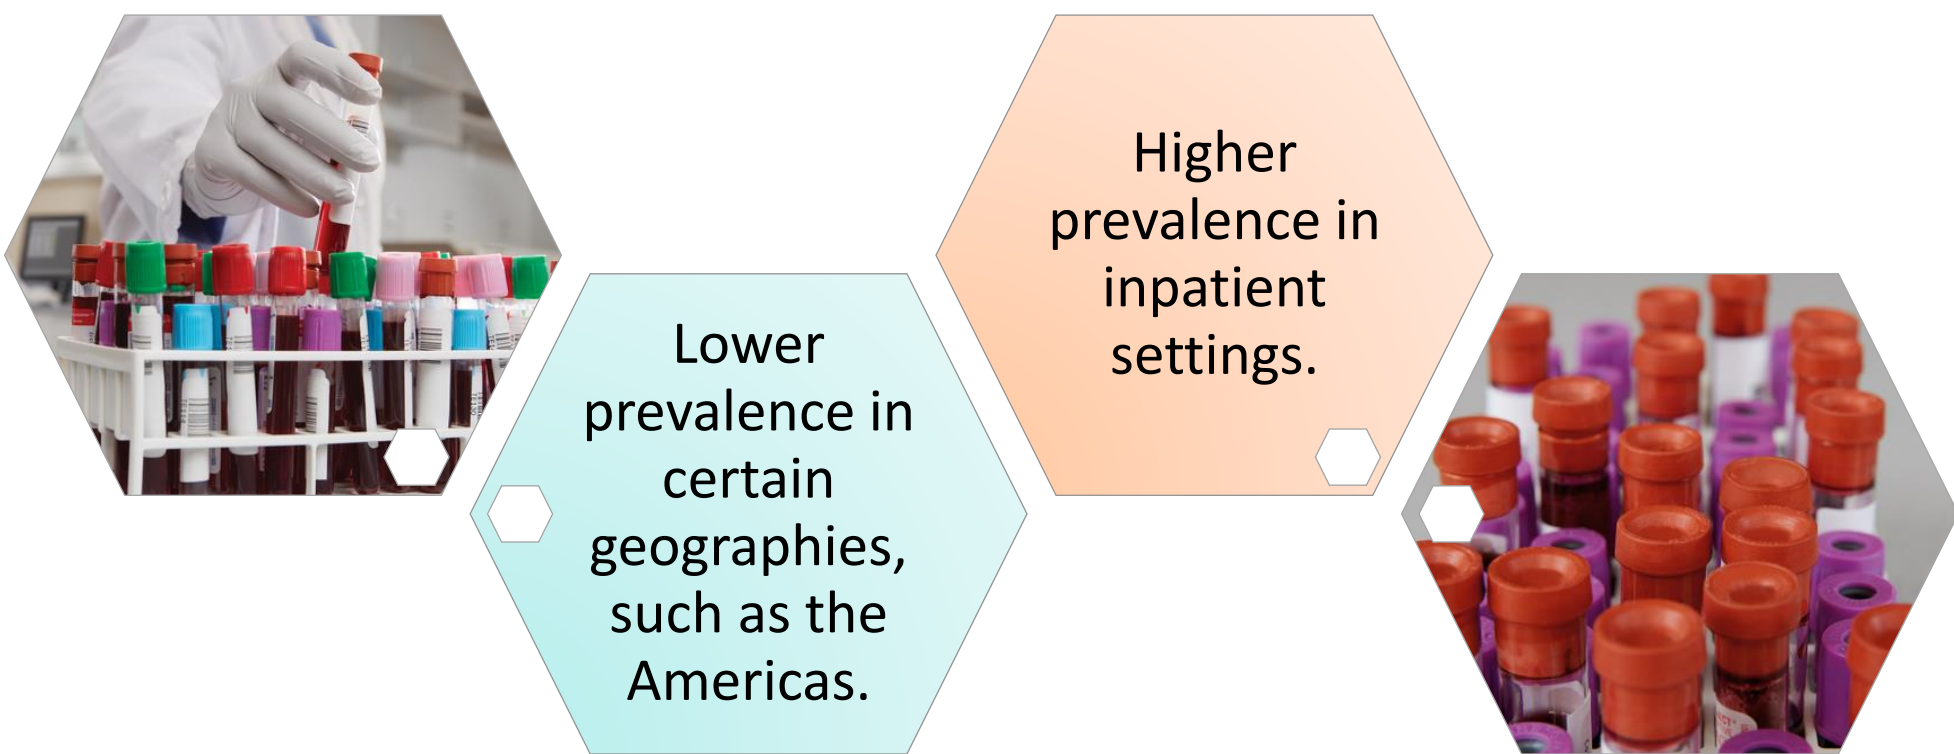 Lower
prevalence in
certain
geographies,
such as the
Americas.
Higher
prevalence in
inpatient
settings.